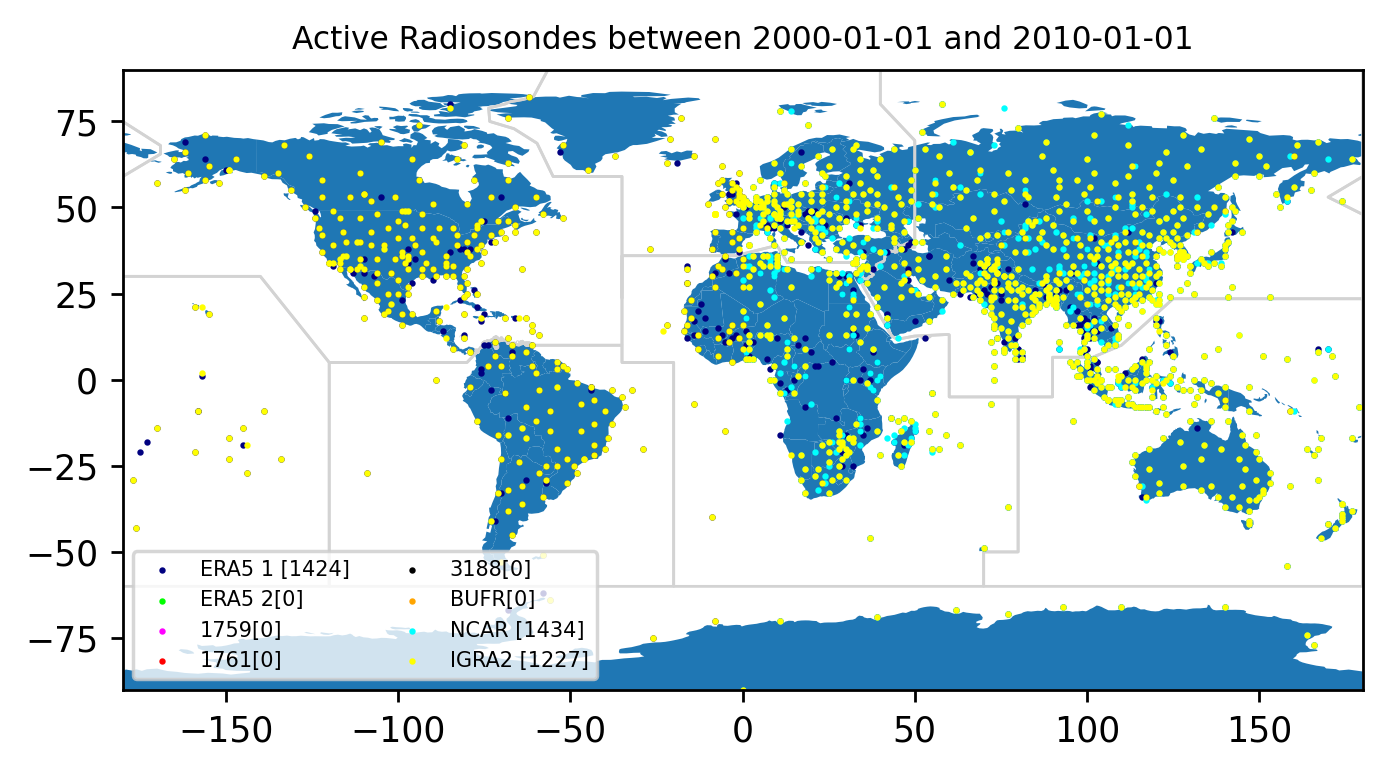 Active Radiosondes between 2000-01-01 and 2010-01-01
75
50
25
0
−25
−50
−75
ERA5 1 [1424]
ERA5 2[0]
1759[0]
1761[0]
3188[0]
BUFR[0]
NCAR [1434]
IGRA2 [1227]
−150
−100
−50
0
50
100
150